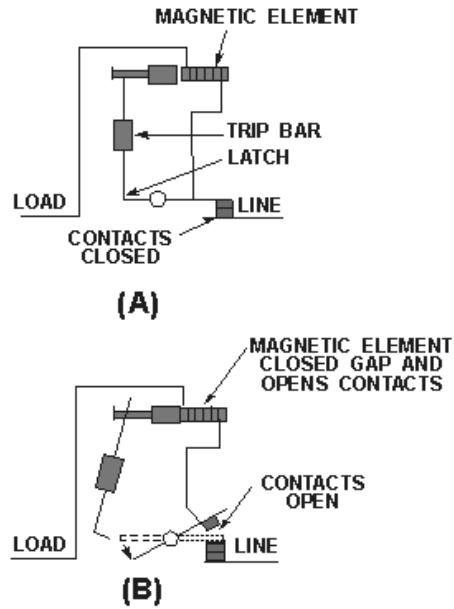 MAGNETIC ELEMENT
TRIP BAR
LATCH
LOAD
LINE
CONTACTS
CLOSED
(A)
MAGNETIC ELEMENT
CLOSED GAP AND
OPENS CONTACTS
CONTACTS
OPEN
LOAD
LINE
(B)